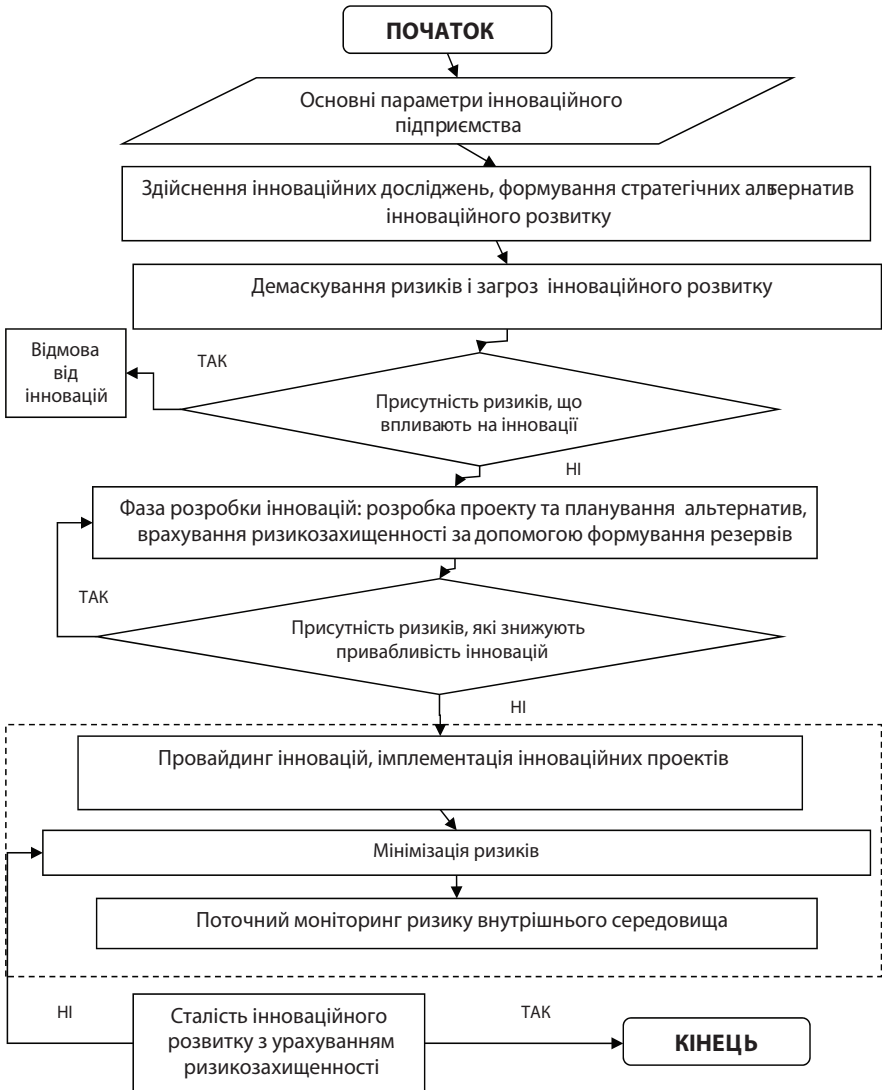 ПОЧАТОК
Основні параметри інноваційного
підприємства
Здійснення інноваційних досліджень, формування стратегічних альтернатив
інноваційного розвитку
Демаскування ризиків і загроз інноваційного розвитку
Відмова
від
інновацій
ТАК
Присутність ризиків, що
впливають на інновації
НІ
Фаза розробки інновацій: розробка проекту та планування альтернатив,
врахування ризикозахищенності за допомогою формування резервів
ТАК
Присутність ризиків, які знижують
привабливість інновацій
НІ
Провайдинг інновацій, імплементація інноваційних проектів
Мінімізація ризиків
Поточний моніторинг ризику внутрішнього середовища
НІ
Сталість інноваційного
розвитку з урахуванням
ризикозахищенності
ТАК
КІНЕЦЬ